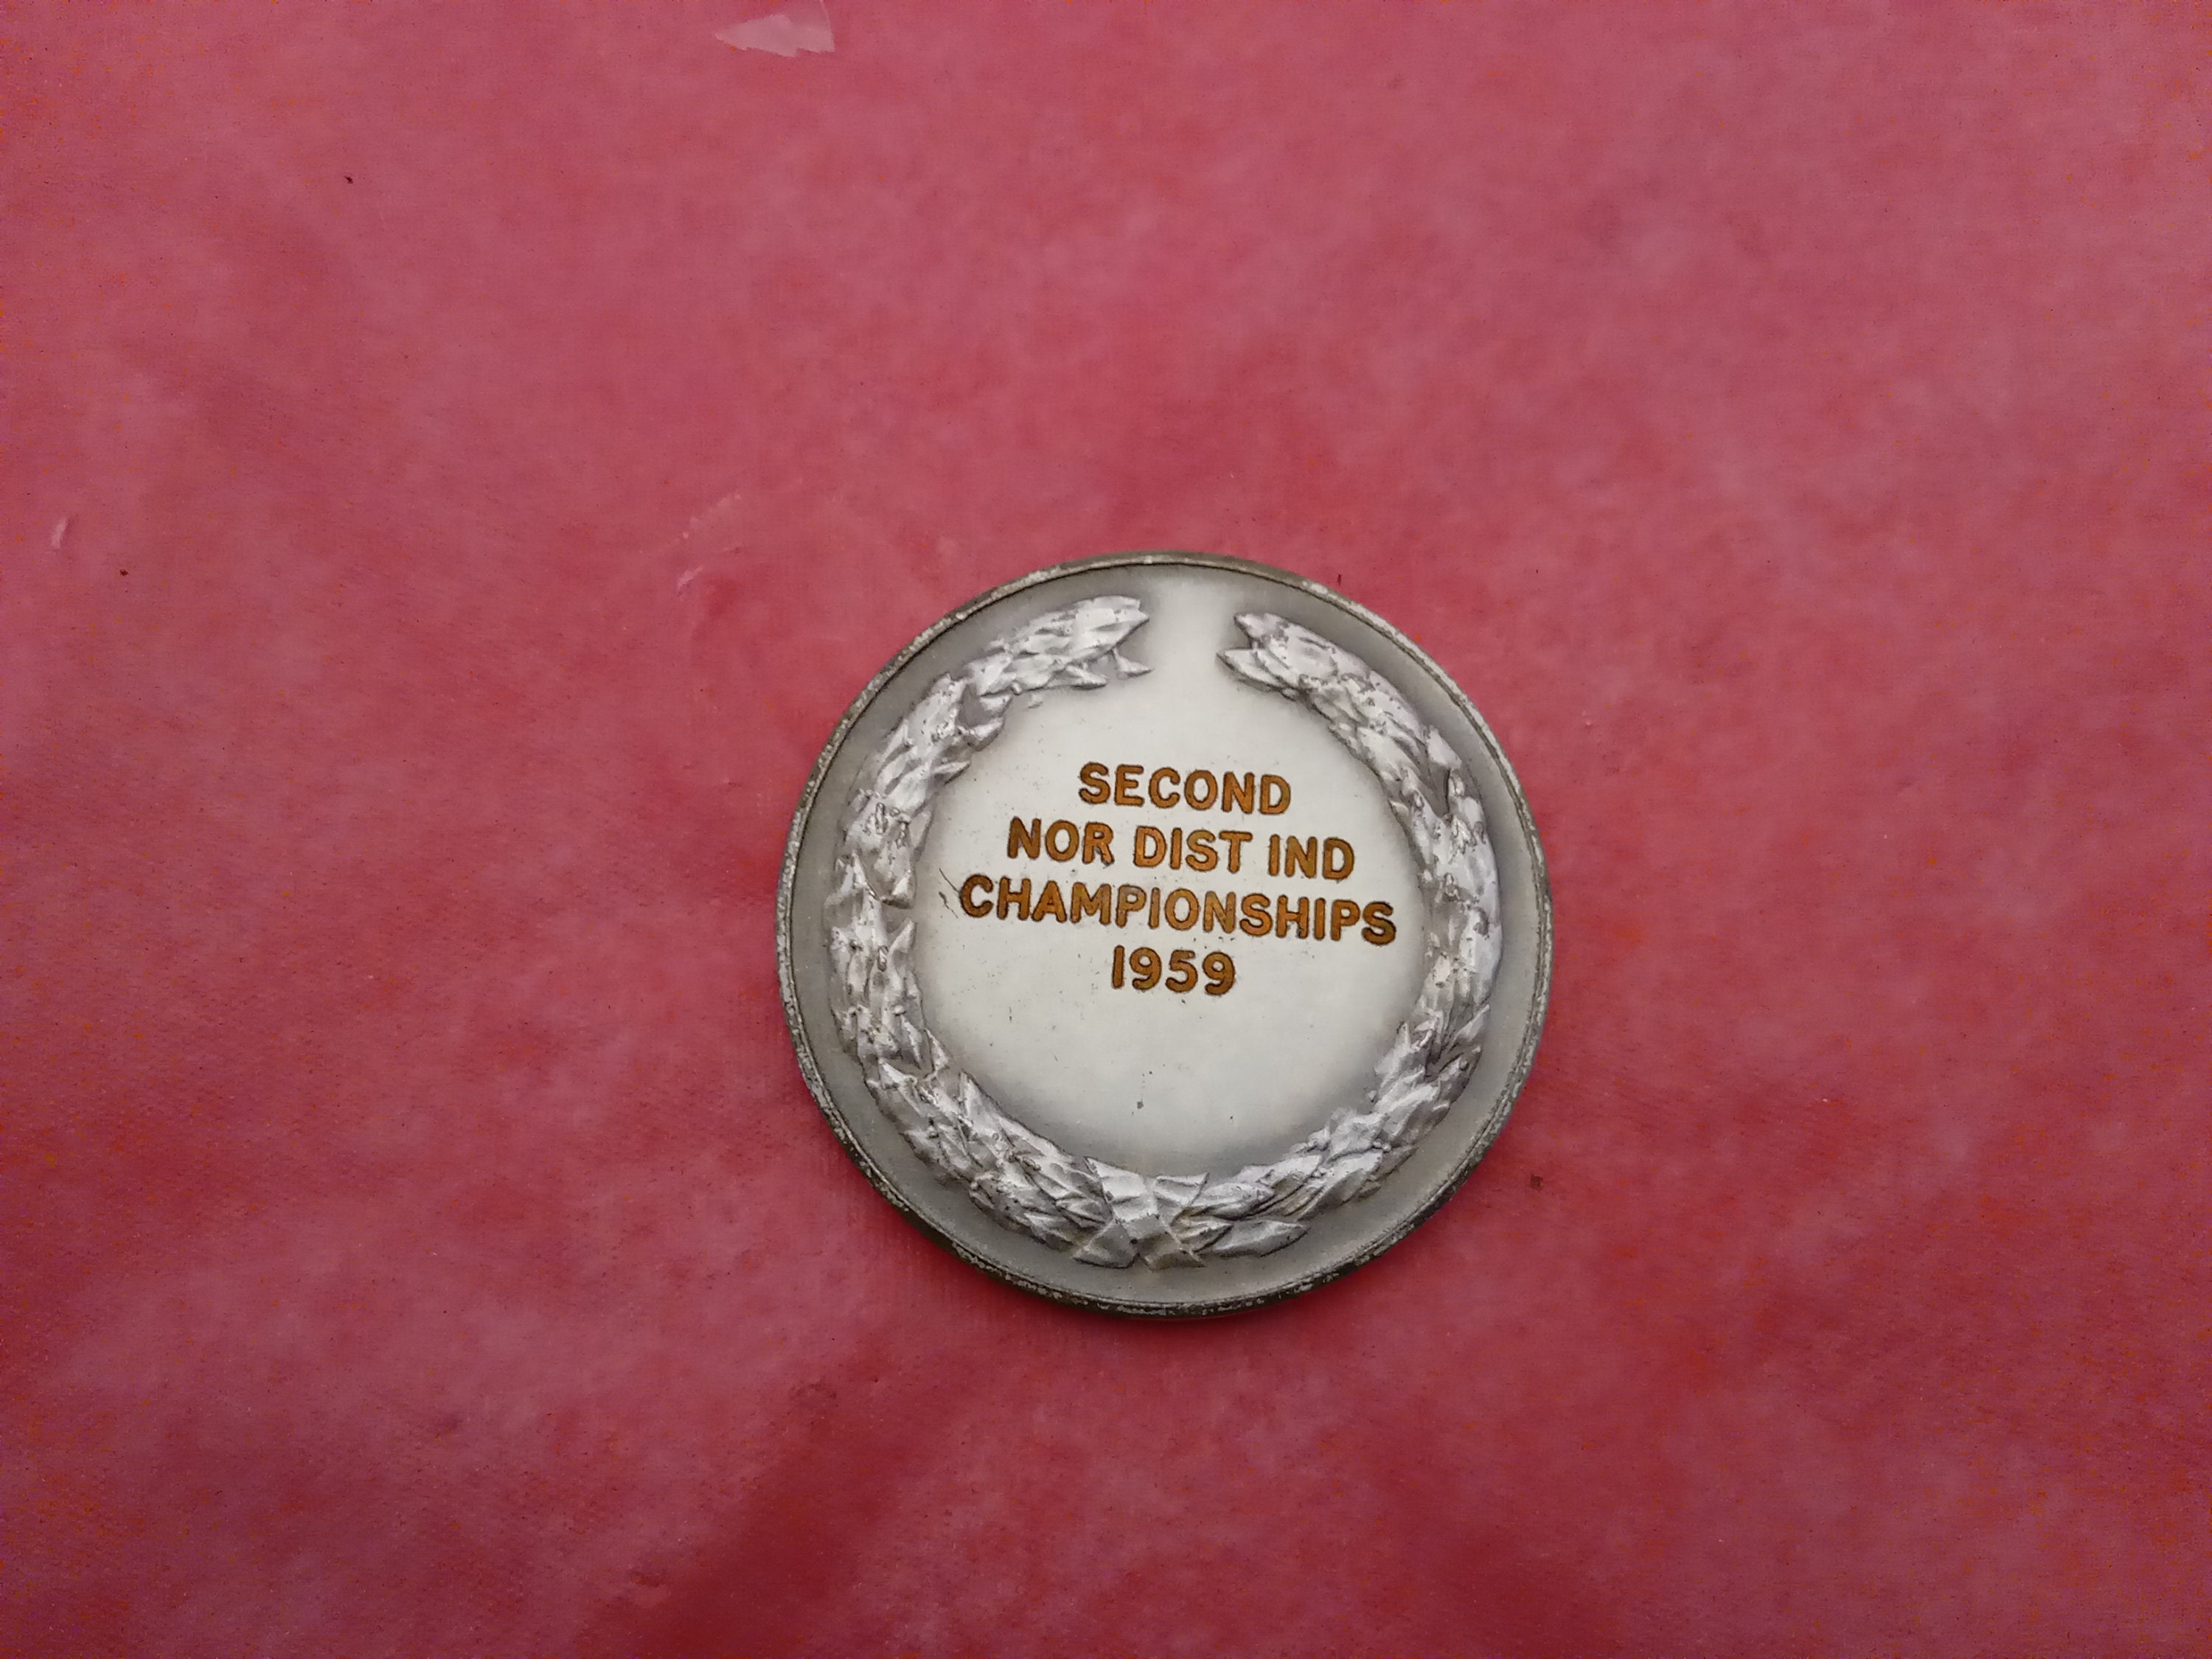 SECOND
NOR DIST IND
CHAMPIONSHIPS
1959